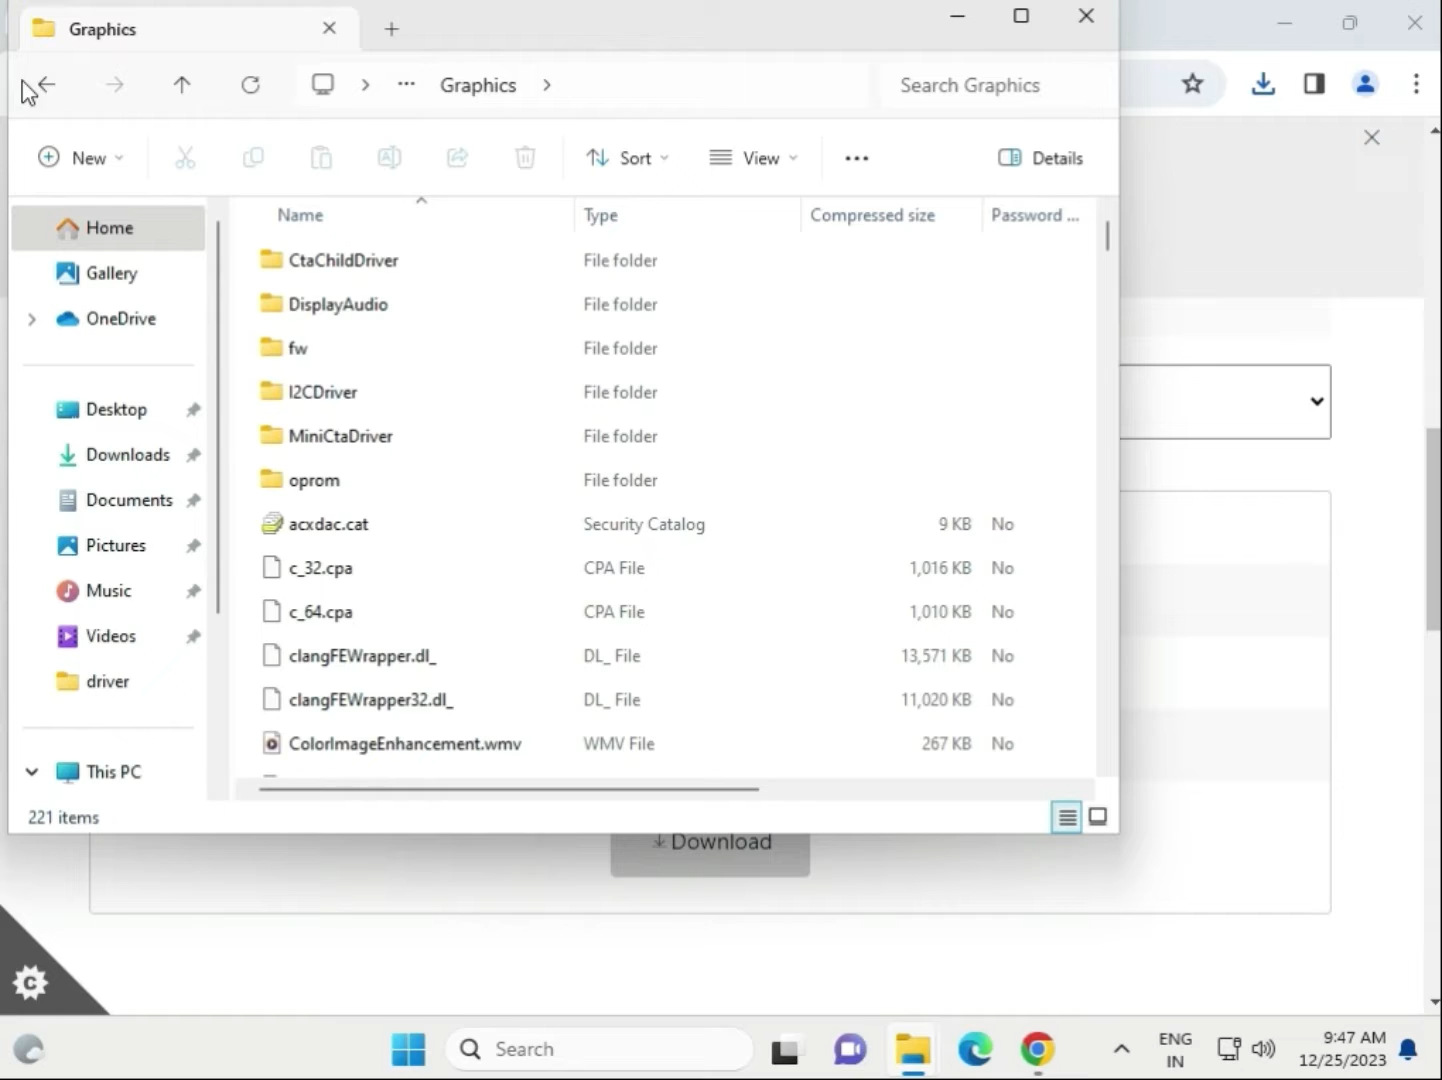 Graphics
Graphics
Search Graphics
New
Sort
View
Details
Name Type Compressed size Password ...
Home
Gallery
OneDrive
Desktop
Downloads
Documents
Pictures
Music
Videos
driver
This PC
CtaChildDriver File folder
DisplayAudio File folder
fw File folder
I2CDriver File folder
MiniCtaDriver File folder
oprom File folder
acxdac.cat Security Catalog 9 KB No
c_32.cpa CPA File 1,016 KB No
c_64.cpa CPA File 1,010 KB No
clangFEWrapper.dl_ DL_ File 13,571 KB No
clangFEWrapper32.dl_ DL_ File 11,020 KB No
ColorImageEnhancement.wmv WMV File 267 KB No
221 items
Download
Search
ENG
IN
9:47 AM
12/25/2023